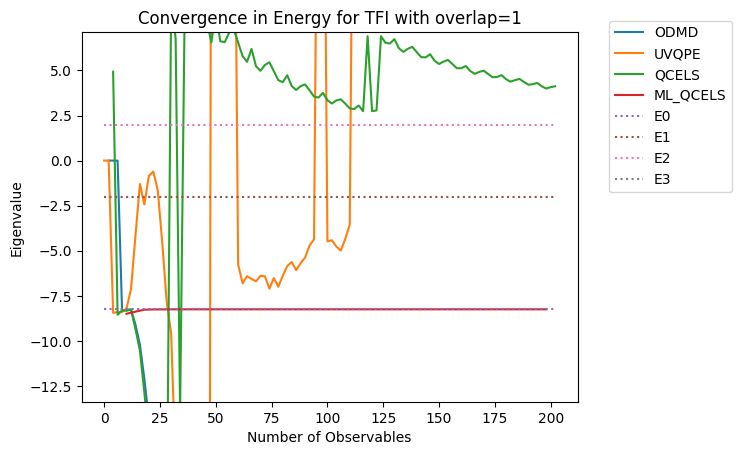 Convergence in Energy for TFI with overlap=1
Eigenvalue
5.0
2.5
0.0
−2.5
−5.0
−7.5
−10.0
−12.5
0
25
50
75
100
125
150
175
200
Number of Observables
ODMD
UVQPE
QCELS
ML_QCELS
E0
E1
E2
E3